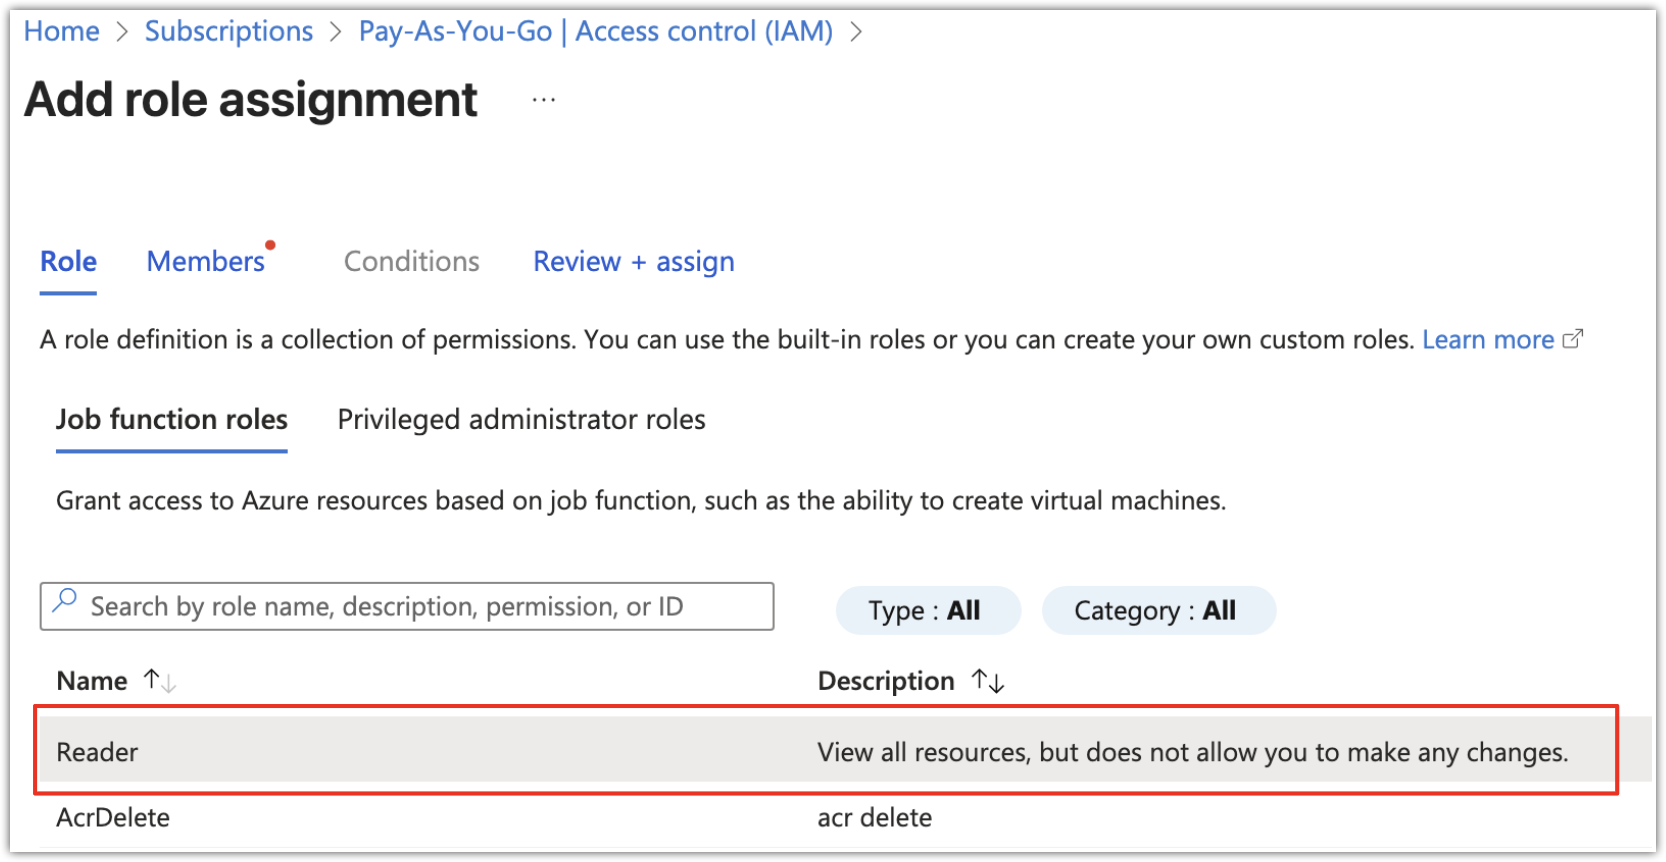 Home > Subscriptions > Pay-As-You-Go | Access control (IAM) >
Add role assignment ...
Role Members Conditions Review + assign
A role definition is a collection of permissions. You can use the built-in roles or you can create your own custom roles. Learn more
Job function roles Privileged administrator roles
Grant access to Azure resources based on job function, such as the ability to create virtual machines.
Search by role name, description, permission, or ID Type : All Category : All
Name ↑↓ Description ↑↓
Reader View all resources, but does not allow you to make any changes.
AcrDelete acr delete